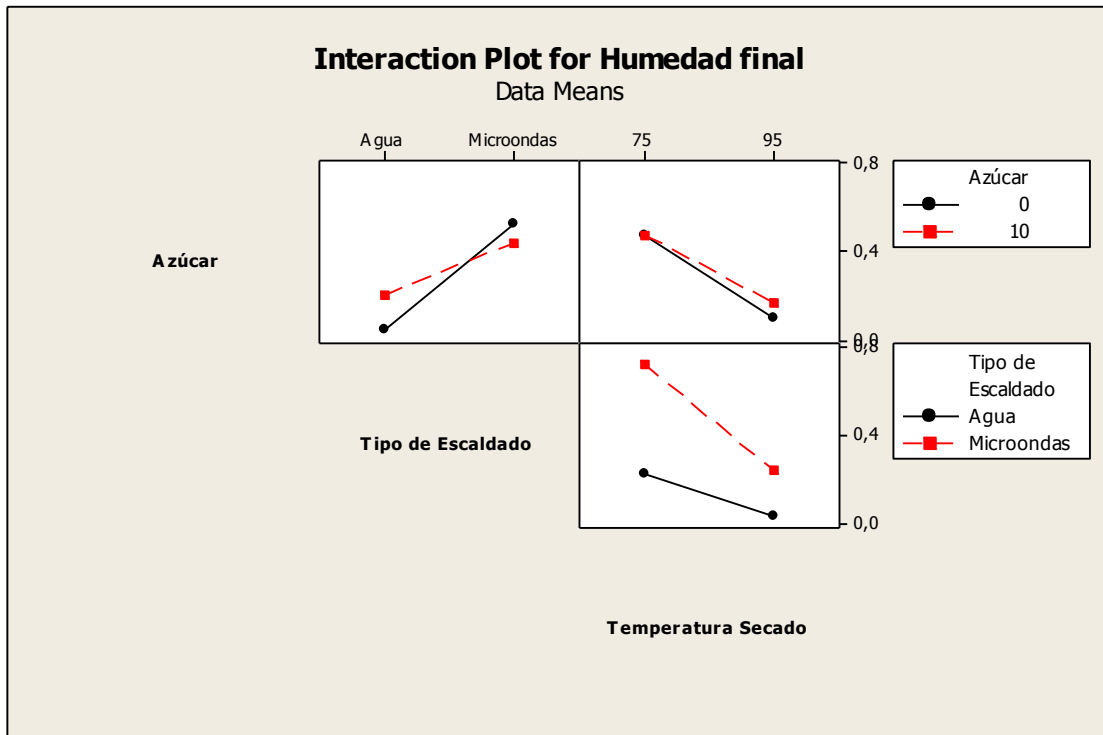 Interaction Plot for Humedad final
Data Means
Agua Microondas 75 95
0,8
0,4
0,0
Azúcar
Azúcar
0
10
0,8
0,4
0,0
Tipo de Escaldado
Tipo de
Escaldado
Agua
Microondas
Temperatura Secado